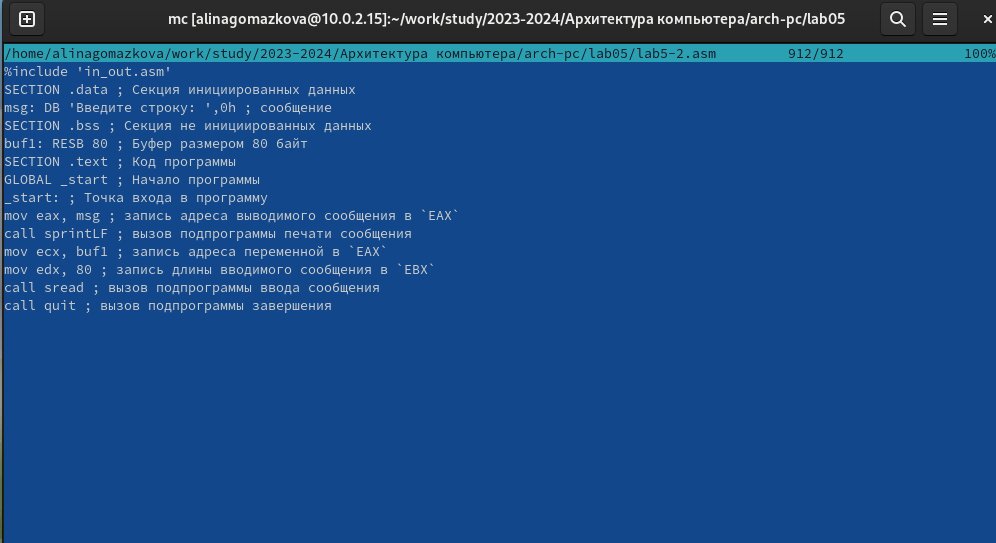 mc [alinagomazkova@10.0.2.15]:~/work/study/2023-2024/Архитектура компьютера/arch-pc/lab05
/home/alinagomazkova/work/study/2023-2024/Архитектура компьютера/arch-pc/lab05/lab5-2.asm 912/912 100%
%include 'in_out.asm'
SECTION .data ; Секция инициированных данных
msg: DB 'Введите строку: ',0h ; сообщение
SECTION .bss ; Секция не инициированных данных
buf1: RESB 80 ; Буфер размером 80 байт
SECTION .text ; Код программы
GLOBAL _start ; Начало программы
_start: ; Точка входа в программу
mov eax, msg ; запись адреса выводимого сообщения в `EAX`
call sprintLF ; вызов подпрограммы печати сообщения
mov ecx, buf1 ; запись адреса переменной в `EAX`
mov edx, 80 ; запись длины вводимого сообщения в `EBX`
call sread ; вызов подпрограммы ввода сообщения
call quit ; вызов подпрограммы завершения